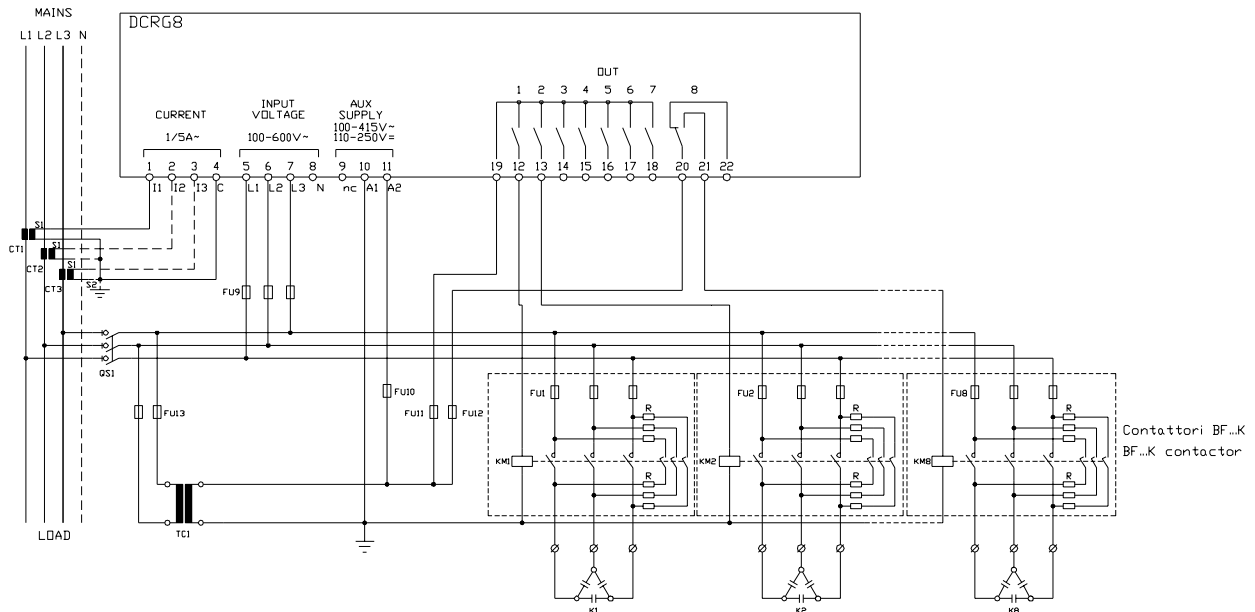 MAINS
L1 L2 L3 N
DCRG8
OUT
1 2 3 4 5 6 7 8
CURRENT
1/5A~
INPUT
VOLTAGE
100-600V~
AUX
SUPPLY
100-415V~
110-250V=
1 2 3 4 5 6 7 8 9 10 11 19 12 13 14 15 16 17 18 20 21 22
I1 I2 I3 C L1 L2 L3 N nc A1 A2
S1
CT1
S1
CT2
S1
CT3
S2
FU9
QS1
FU13
FU10
FU11
FU12
FU1
FU2
FU8
R
R
R
KM1
KM2
KM8
R
R
R
Contattori BF...K
BF...K contactor
LOAD
TC1
K1
K2
K8